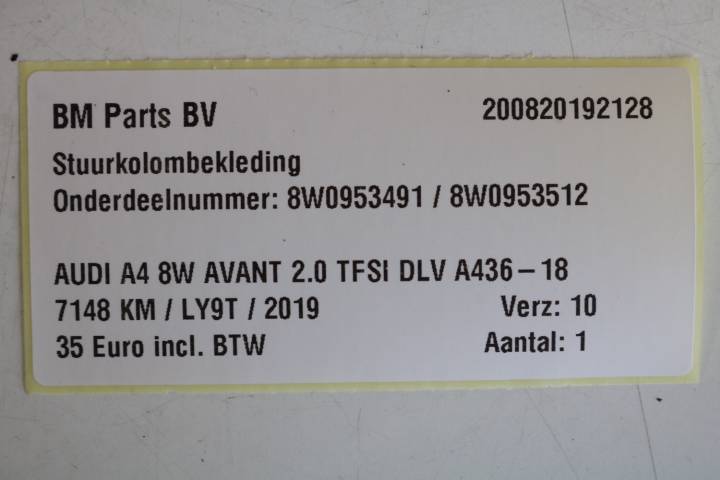 BM Parts BV 200820192128
Stuurkolombekleding
Onderdeelnummer: 8W0953491 / 8W0953512
AUDI A4 8W AVANT 2.0 TFSI DLV A436-18
7148 KM / LY9T / 2019 Verz: 10
35 Euro incl. BTW Aantal: 1